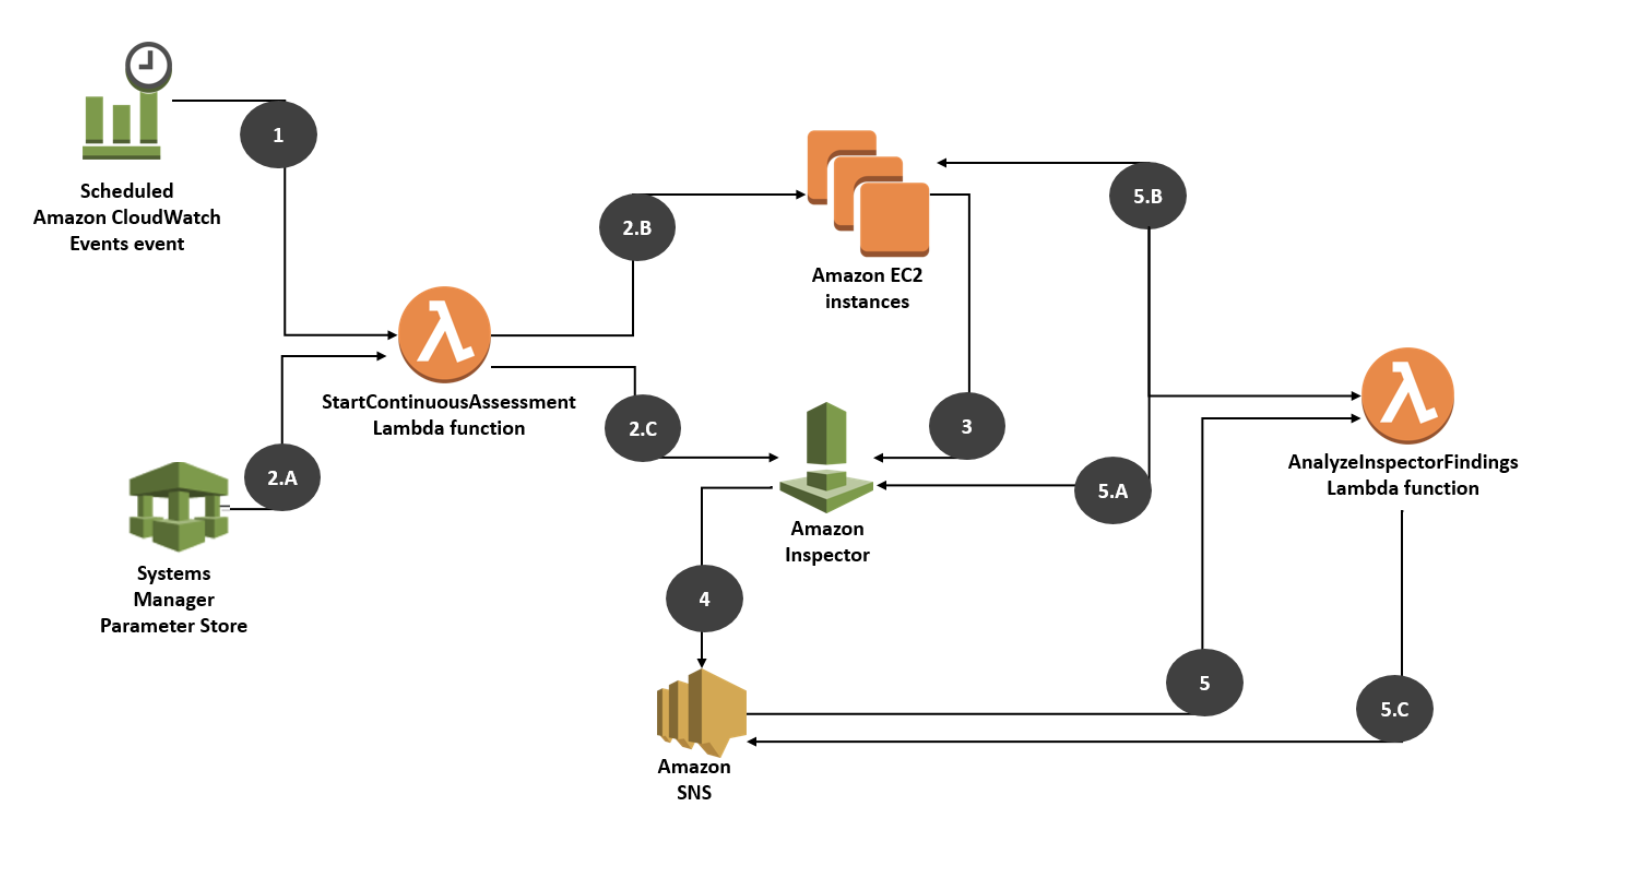 1
Scheduled
Amazon CloudWatch
Events event
2.B
5.B
Amazon EC2
instances
StartContinuousAssessment
Lambda function
2.C
3
2.A
5.A
AnalyzeInspectorFindings
Lambda function
Amazon
Inspector
Systems
Manager
Parameter Store
4
5
5.C
Amazon
SNS